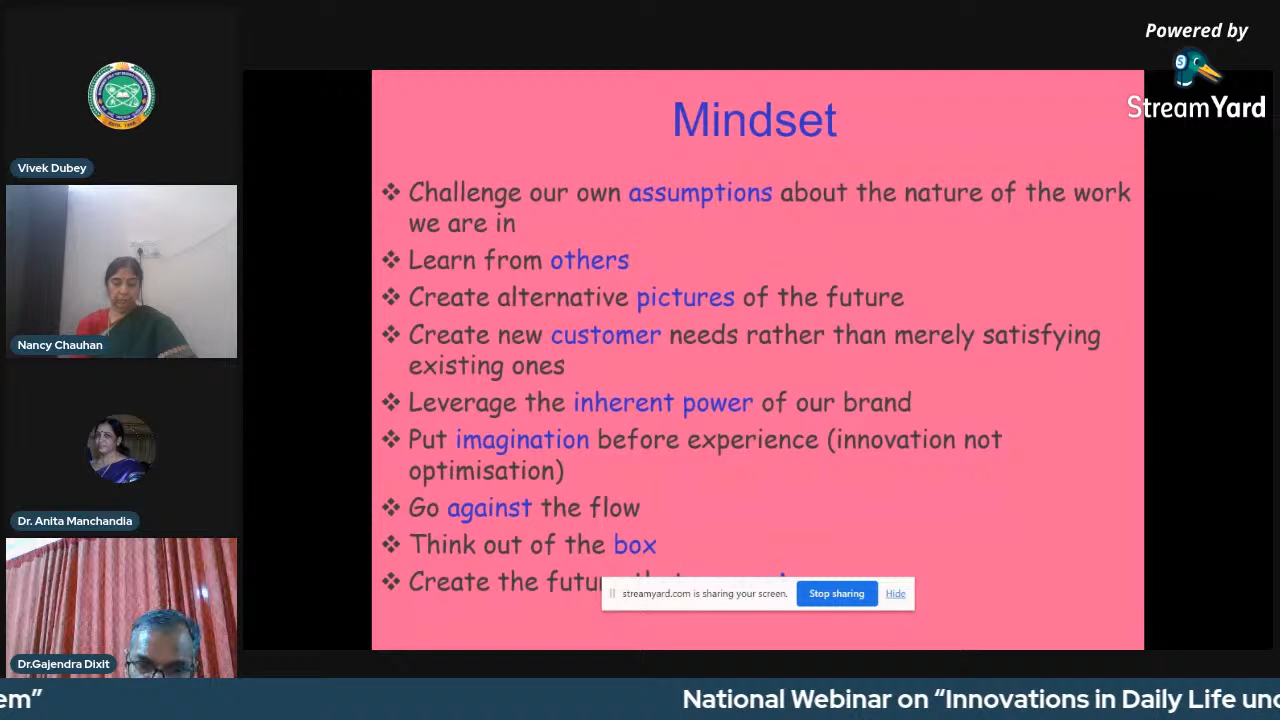 Powered by
StreamYard
Vivek Dubey
Nancy Chauhan
Dr. Anita Manchandia
Dr.Gajendra Dixit
Mindset
❖ Challenge our own assumptions about the nature of the work
we are in
❖ Learn from others
❖ Create alternative pictures of the future
❖ Create new customer needs rather than merely satisfying
existing ones
❖ Leverage the inherent power of our brand
❖ Put imagination before experience (innovation not
optimisation)
❖ Go against the flow
❖ Think out of the box
❖ Create the
streamyard.com is sharing your screen. Stop sharing Hide
em” National Webinar on “Innovations in Daily Life